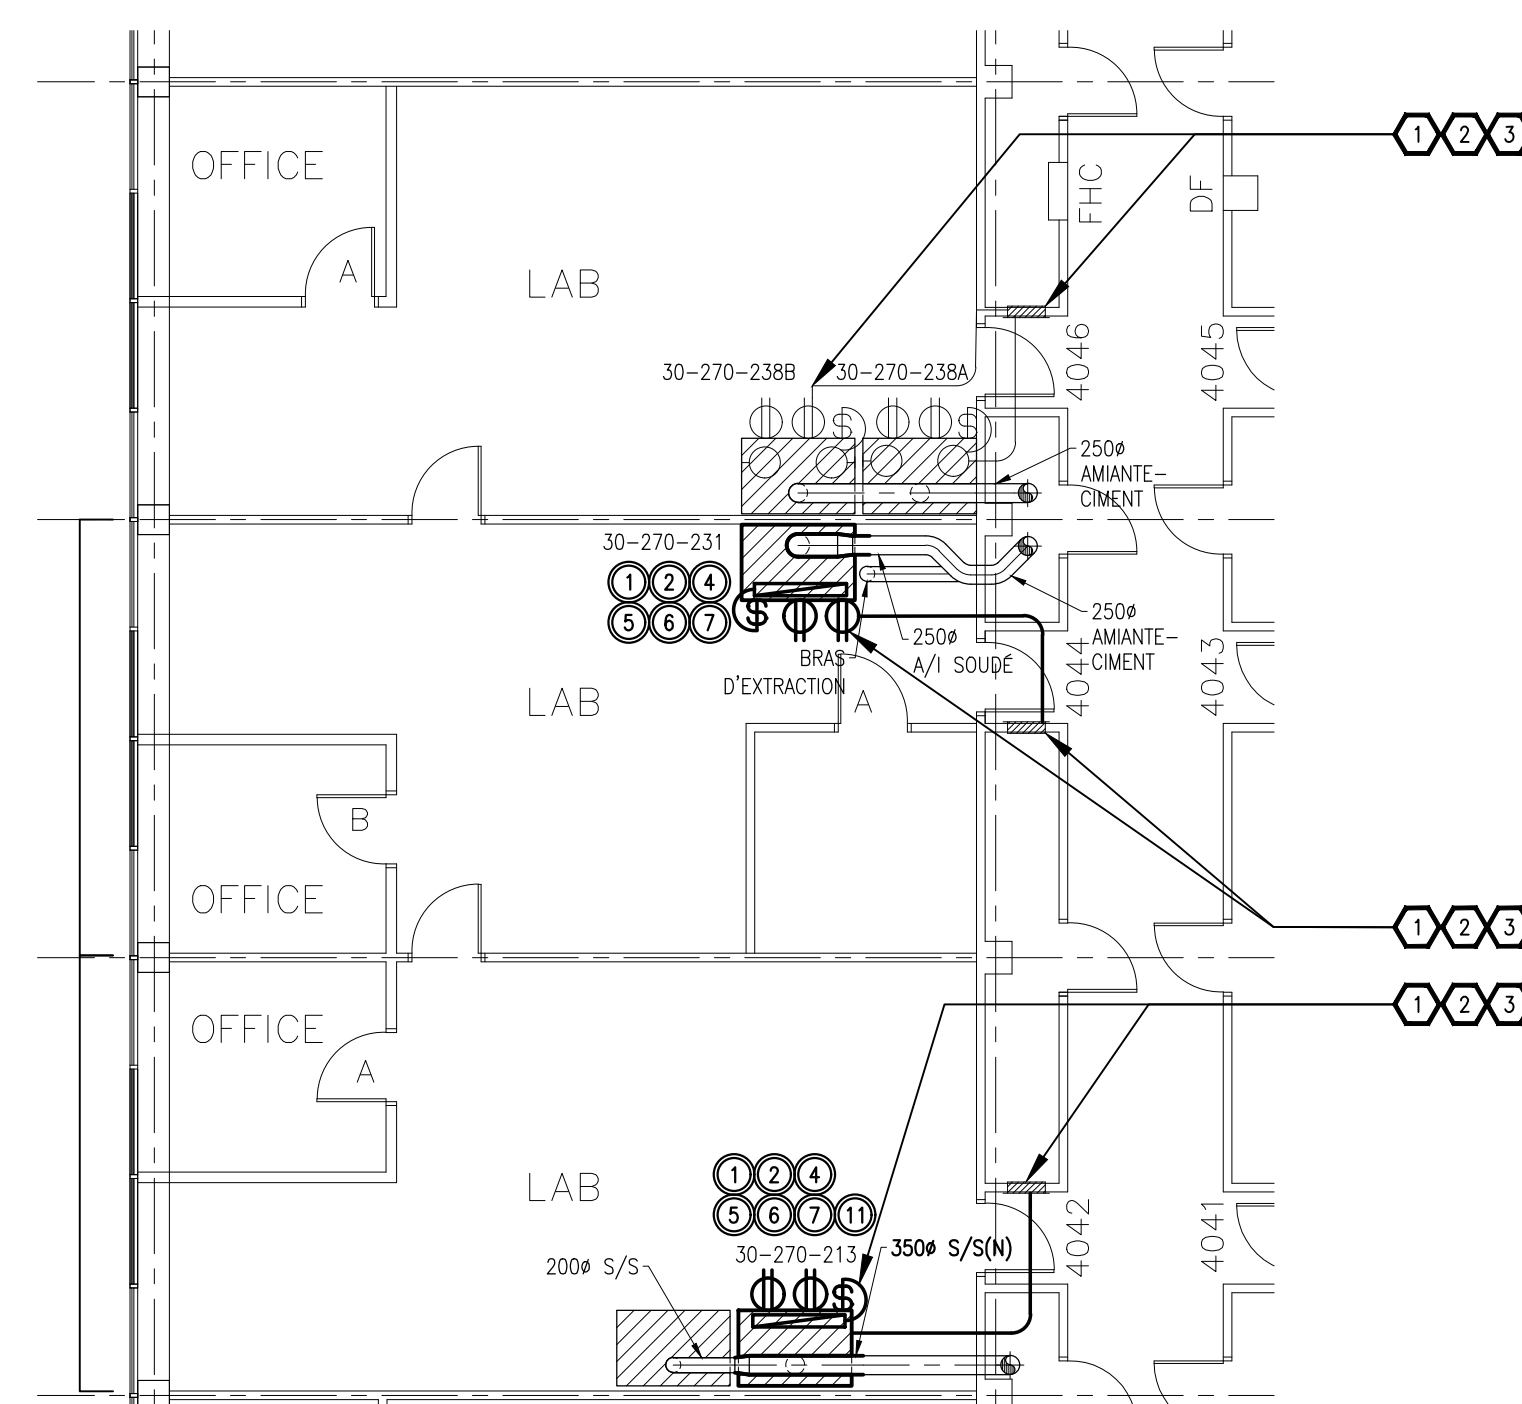 1 2 3
OFFICE
FHC
DF
A
LAB
4046
4045
30-270-238B
30-270-238A
S
S
250ø
AMIANTE-
CIMENT
30-270-231
1 2 4
5 6 7
S
250ø
AMIANTE-
CIMENT
250ø
A/I SOUDÉ
BRAS
D'EXTRACTION
A
LAB
4044
4043
B
OFFICE
1 2 3
1 2 3
OFFICE
A
LAB
1 2 4
5 6 7 11
4042
4041
30-270-213
350ø S/S(N)
200ø S/S
S